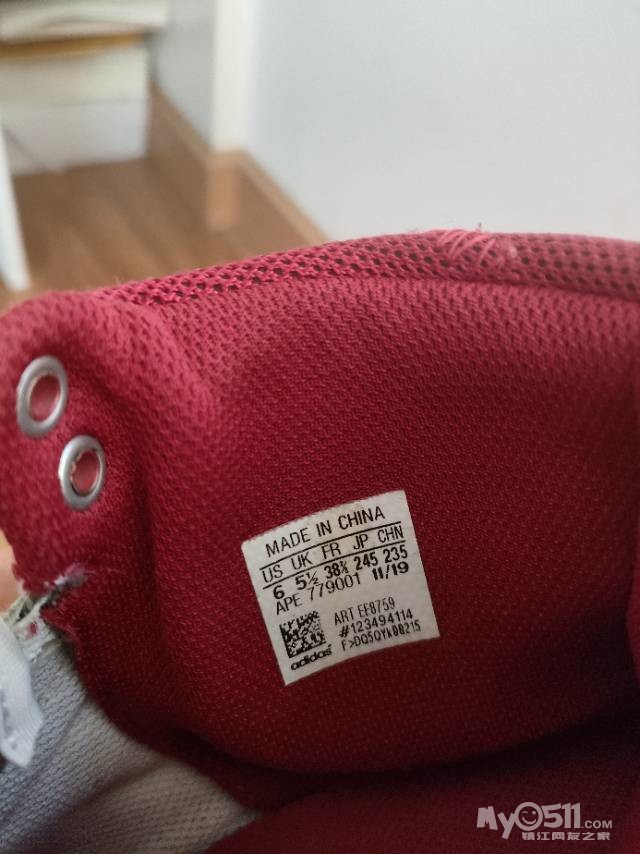 MADE IN CHINA
US UK FR JP CHN
6 5½ 38⅔ 245 235
APE 779001 11/19
ART EF8759
#123494114
F>DQ5QYK08215
adidas
My0511.com
镇江网友之家